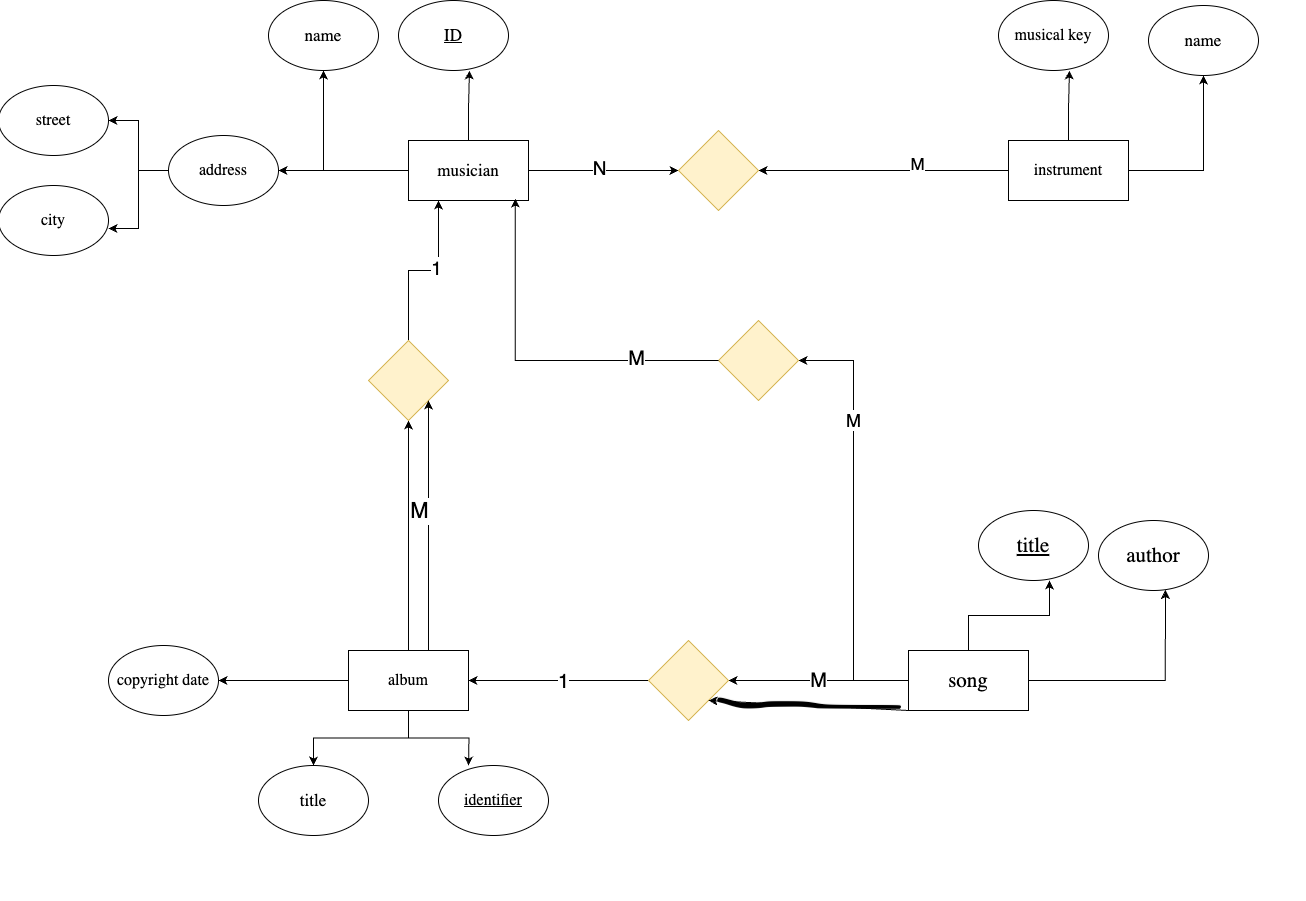 name
ID
musical key
name
street
address
musician
N
M
instrument
city
1
M
M
M
title
author
copyright date
album
1
M
song
title
identifier